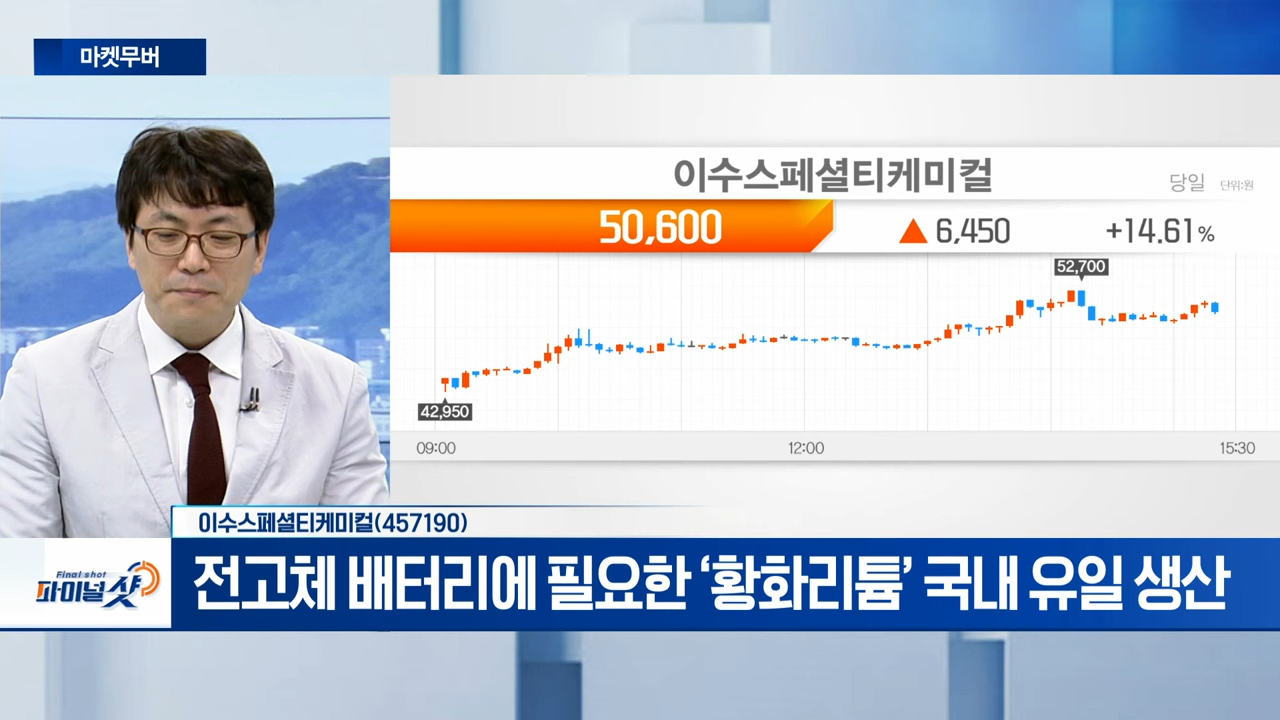 마켓무버
이수스페셜티케미컬
당일 단위:원
50,600 ▲ 6,450 +14.61%
52,700
42,950
09:00 12:00 15:30
이수스페셜티케미컬(457190)
Final shot
파이널샷
전고체 배터리에 필요한 ‘황화리튬’ 국내 유일 생산